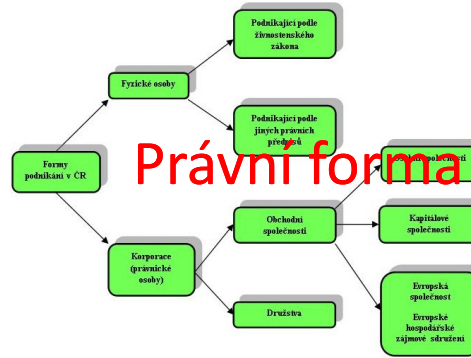 Podnikající podle
živnostenského
zákona
Fyzické osoby
Podnikající podle
jiných právních
předpisů
Právní forma
Formy
podnikání v ČR
Obchodní
společnosti
Kapitálové
společnosti
Korporace
(právnické
osoby)
Družstva
Evropská
společnost
Evropské
hospodářské
zájmové sdružení